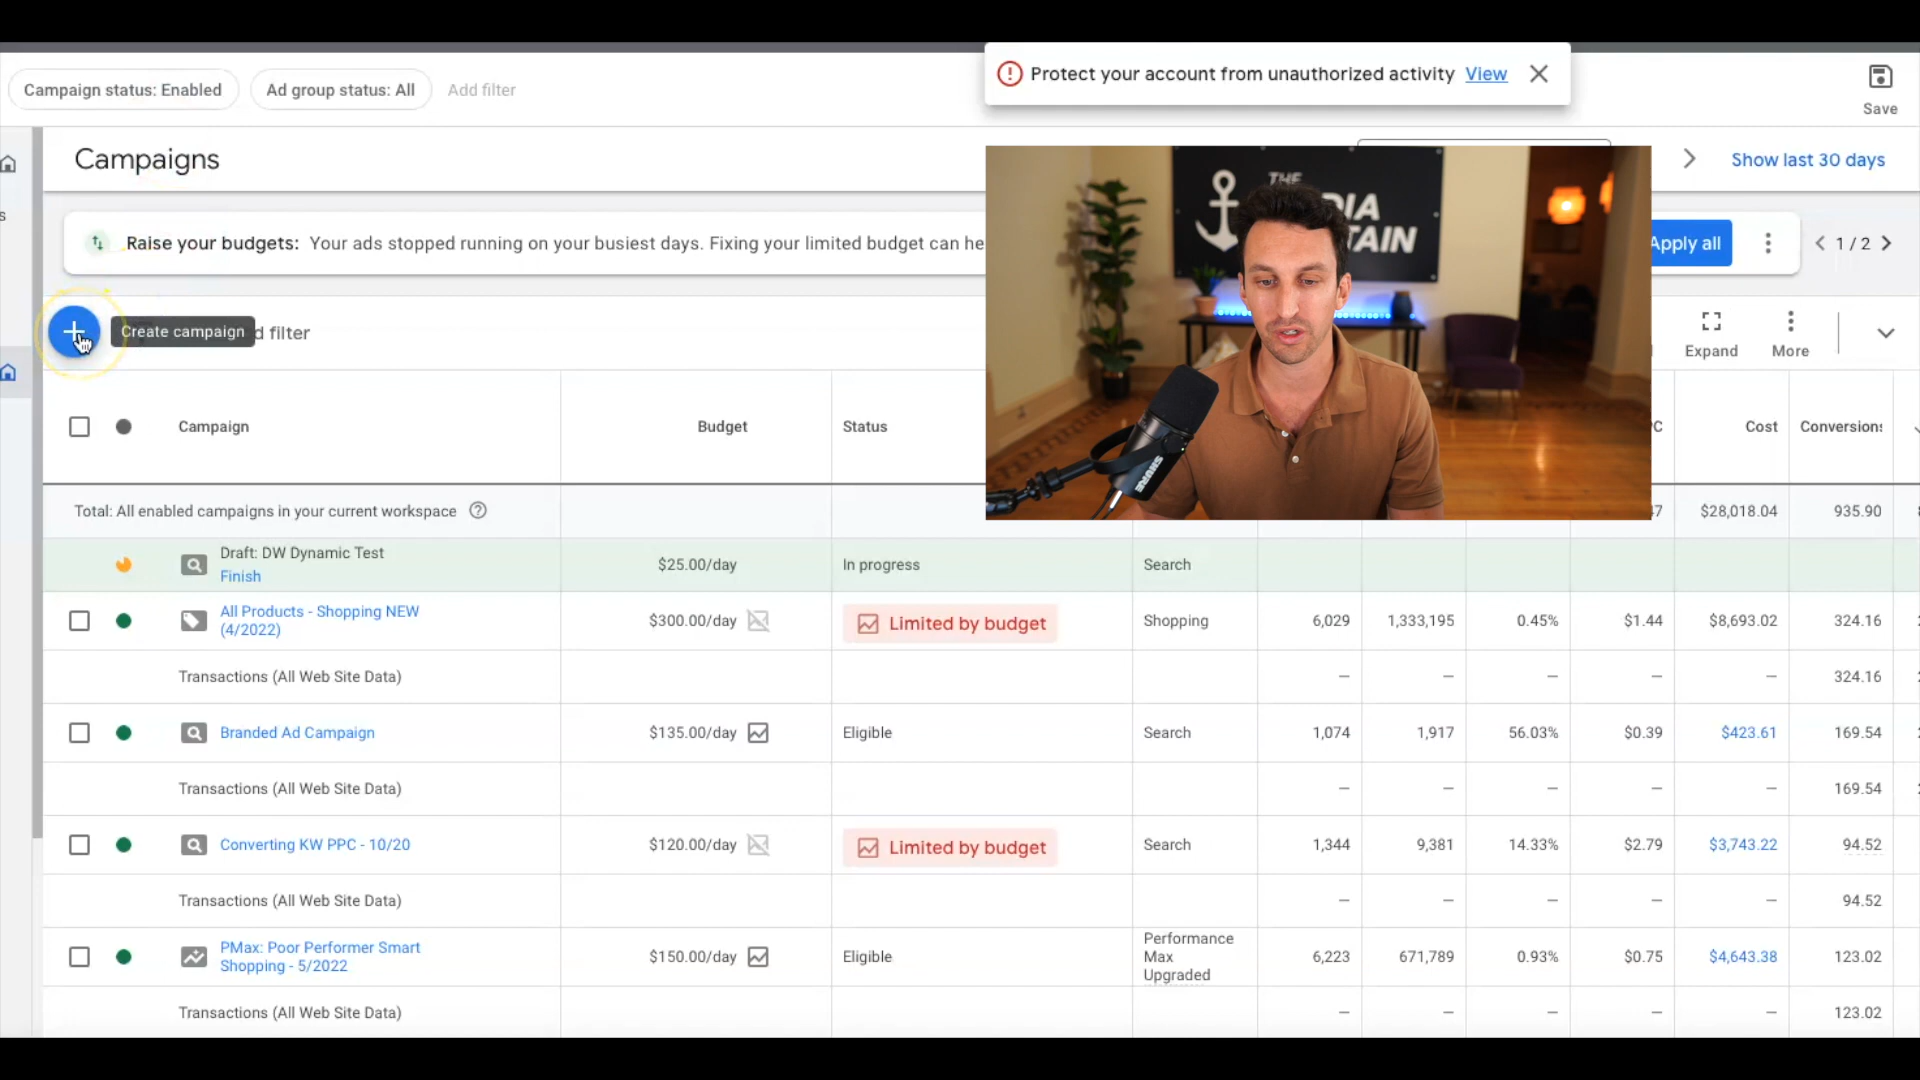 Protect your account from unauthorized activity View
Campaign status: Enabled Ad group status: All Add filter
Save
Campaigns
Show last 30 days
Raise your budgets: Your ads stopped running on your busiest days. Fixing your limited budget can he
Apply all
1 / 2
Create campaign d filter
Expand More
Campaign Budget Status C Cost Conversions
Total: All enabled campaigns in your current workspace 47 $28,018.04 935.90
Draft: DW Dynamic Test
Finish
$25.00/day In progress Search
All Products - Shopping NEW
(4/2022)
$300.00/day Limited by budget Shopping 6,029 1,333,195 0.45% $1.44 $8,693.02 324.16
Transactions (All Web Site Data) — — — — — 324.16
Branded Ad Campaign $135.00/day Eligible Search 1,074 1,917 56.03% $0.39 $423.61 169.54
Transactions (All Web Site Data) — — — — — 169.54
Converting KW PPC - 10/20 $120.00/day Limited by budget Search 1,344 9,381 14.33% $2.79 $3,743.22 94.52
Transactions (All Web Site Data) — — — — — 94.52
PMax: Poor Performer Smart
Shopping - 5/2022
$150.00/day Eligible
Performance
Max
Upgraded
6,223 671,789 0.93% $0.75 $4,643.38 123.02
Transactions (All Web Site Data) — — — — — 123.02
THE
DIA
TAIN
SHURE